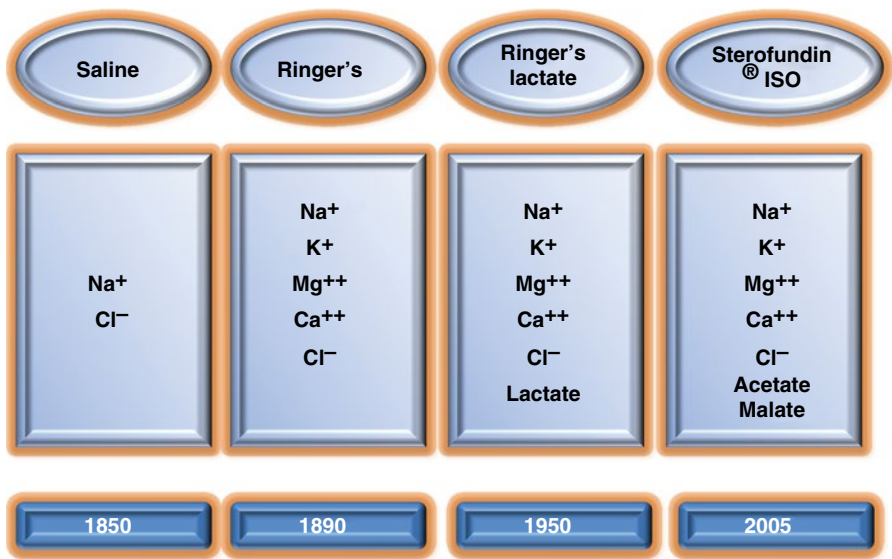 Saline
Ringer's
Ringer's
lactate
Sterofundin
® ISO
Na+
Cl−
Na+
K+
Mg++
Ca++
Cl−
Na+
K+
Mg++
Ca++
Cl−
Lactate
Na+
K+
Mg++
Ca++
Cl−
Acetate
Malate
1850
1890
1950
2005